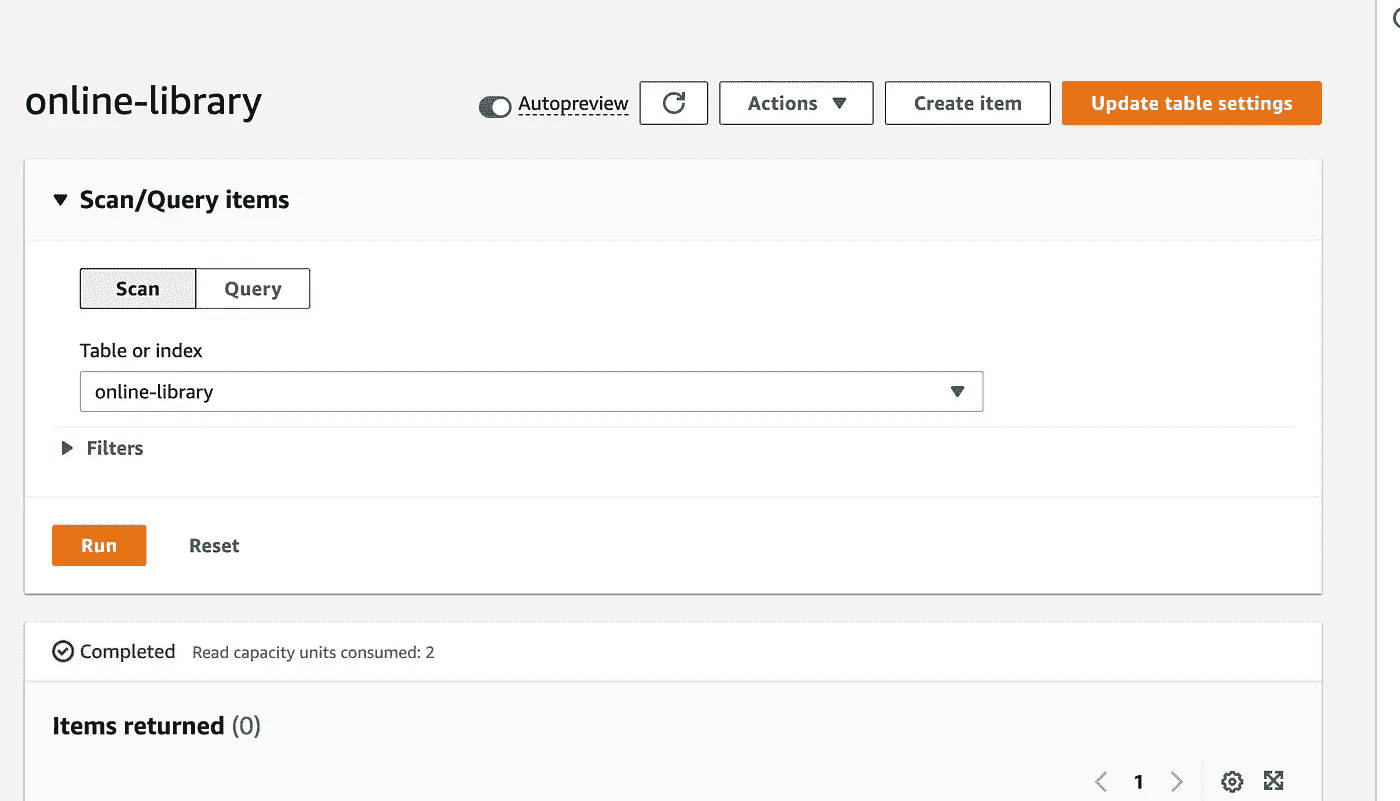 online-library
Autopreview
Actions
Create item
Update table settings
Scan/Query items
Scan
Query
Table or index
online-library
Filters
Run
Reset
Completed Read capacity units consumed: 2
Items returned (0)
1